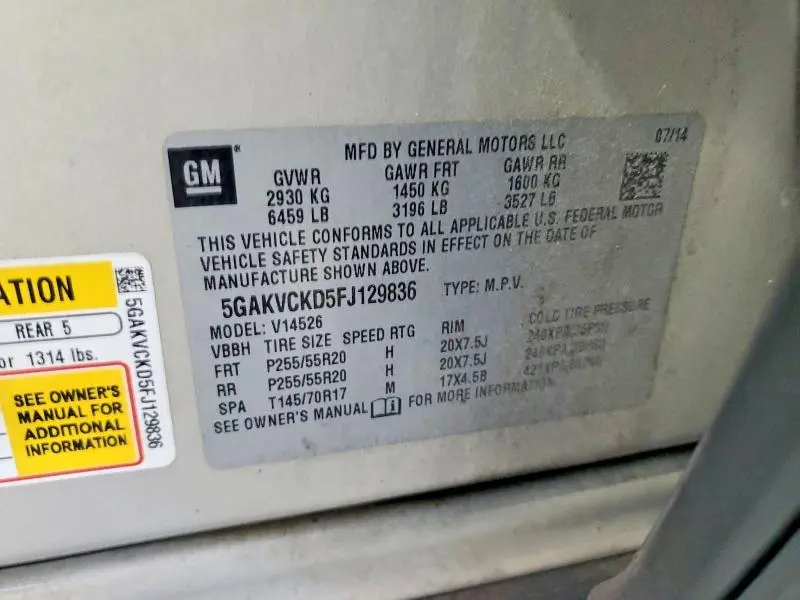 GM
MFD BY GENERAL MOTORS LLC 07/14
GVWR GAWR FRT GAWR RR
2930 KG 1450 KG 1600 KG
6459 LB 3196 LB 3527 LB
THIS VEHICLE CONFORMS TO ALL APPLICABLE U.S. FEDERAL MOTOR
VEHICLE SAFETY STANDARDS IN EFFECT ON THE DATE OF
MANUFACTURE SHOWN ABOVE.
5GAKVCKD5FJ129836 TYPE: M.P.V.
MODEL: V14526
VBBH TIRE SIZE SPEED RTG RIM COLD TIRE PRESSURE
FRT P255/55R20 H 20X7.5J
RR P255/55R20 H 20X7.5J
SPA T145/70R17 M 17X4.5B
SEE OWNER'S MANUAL FOR MORE INFORMATION
ATION
REAR 5
or 1314 lbs.
SEE OWNER'S
MANUAL FOR
ADDITIONAL
INFORMATION
5GAKVCKD5FJ129836